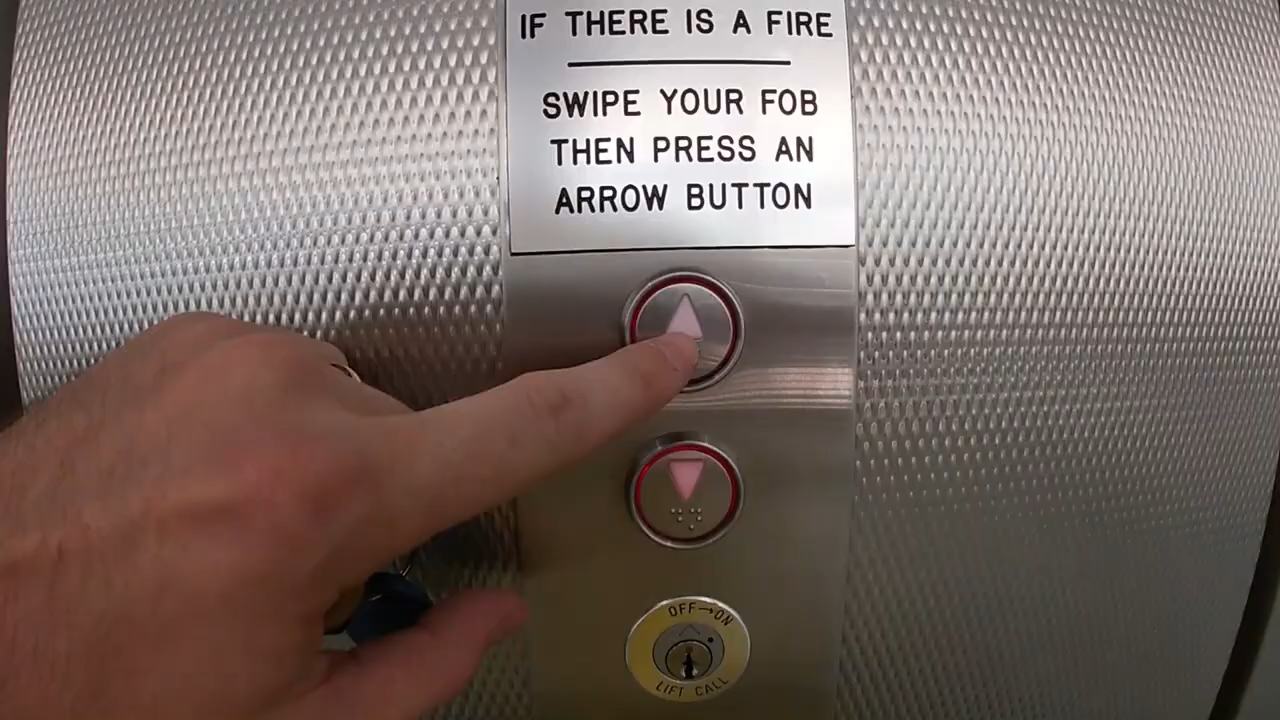 IF THERE IS A FIRE
SWIPE YOUR FOB
THEN PRESS AN
ARROW BUTTON
OFF→ON
LIFT CALL